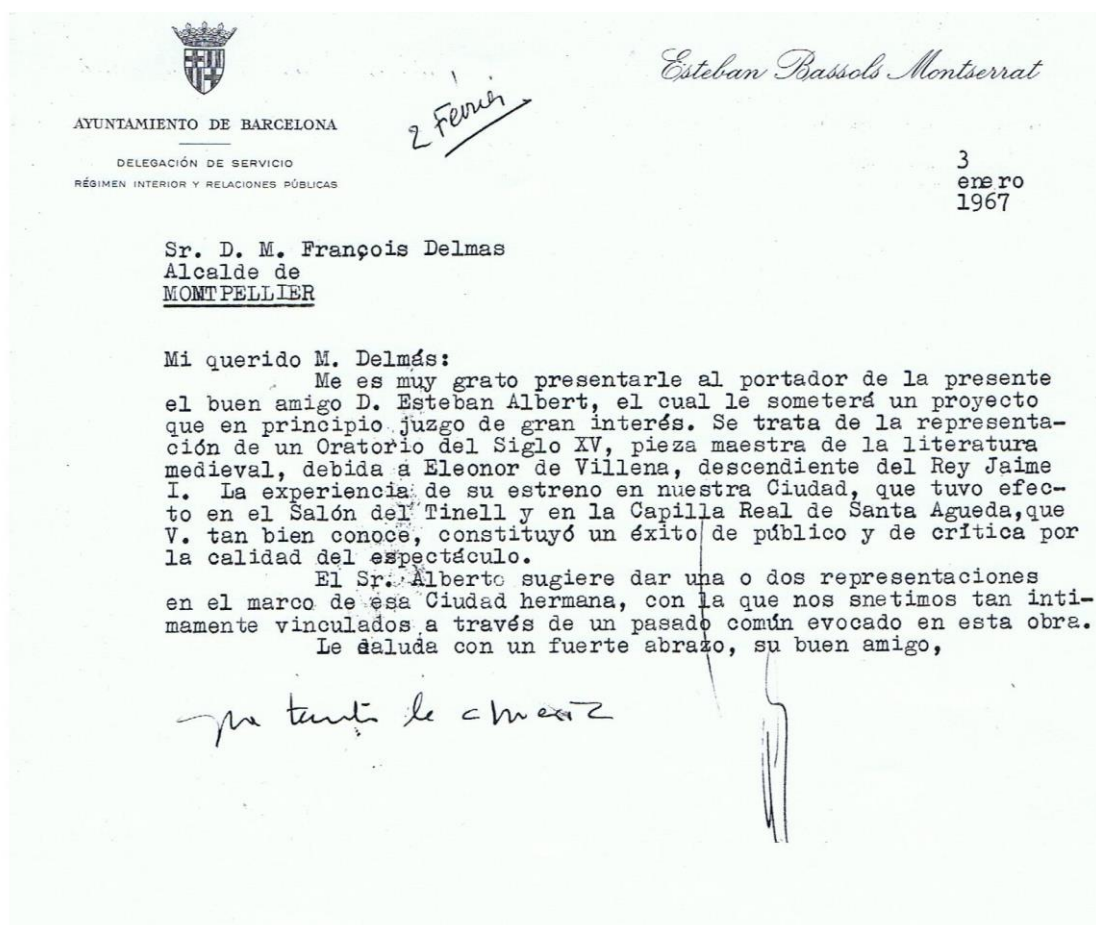 Esteban Bassols Montserrat
AYUNTAMIENTO DE BARCELONA
DELEGACIÓN DE SERVICIO
RÉGIMEN INTERIOR Y RELACIONES PÚBLICAS
2 Février
3
enero
1967
Sr. D. M. François Delmas
Alcalde de
MONTPELLIER
Mi querido M. Delmás:
Me es muy grato presentarle al portador de la presente
el buen amigo D. Esteban Albert, el cual le someterá un proyecto
que en principio juzgo de gran interés. Se trata de la representa-
ción de un Oratorio del Siglo XV, pieza maestra de la literatura
medieval, debida a Eleonor de Villena, descendiente del Rey Jaime
I. La experiencia de su estreno en nuestra Ciudad, que tuvo efec-
to en el Salón del Tinell y en la Capilla Real de Santa Agueda,que
V. tan bien conoce, constituyó un éxito de público y de crítica por
la calidad del espectáculo.
El Sr. Alberto sugiere dar una o dos representaciones
en el marco de esa Ciudad hermana, con la que nos snetimos tan inti-
mamente vinculados a través de un pasado común evocado en esta obra.
Le saluda con un fuerte abrazo, su buen amigo,